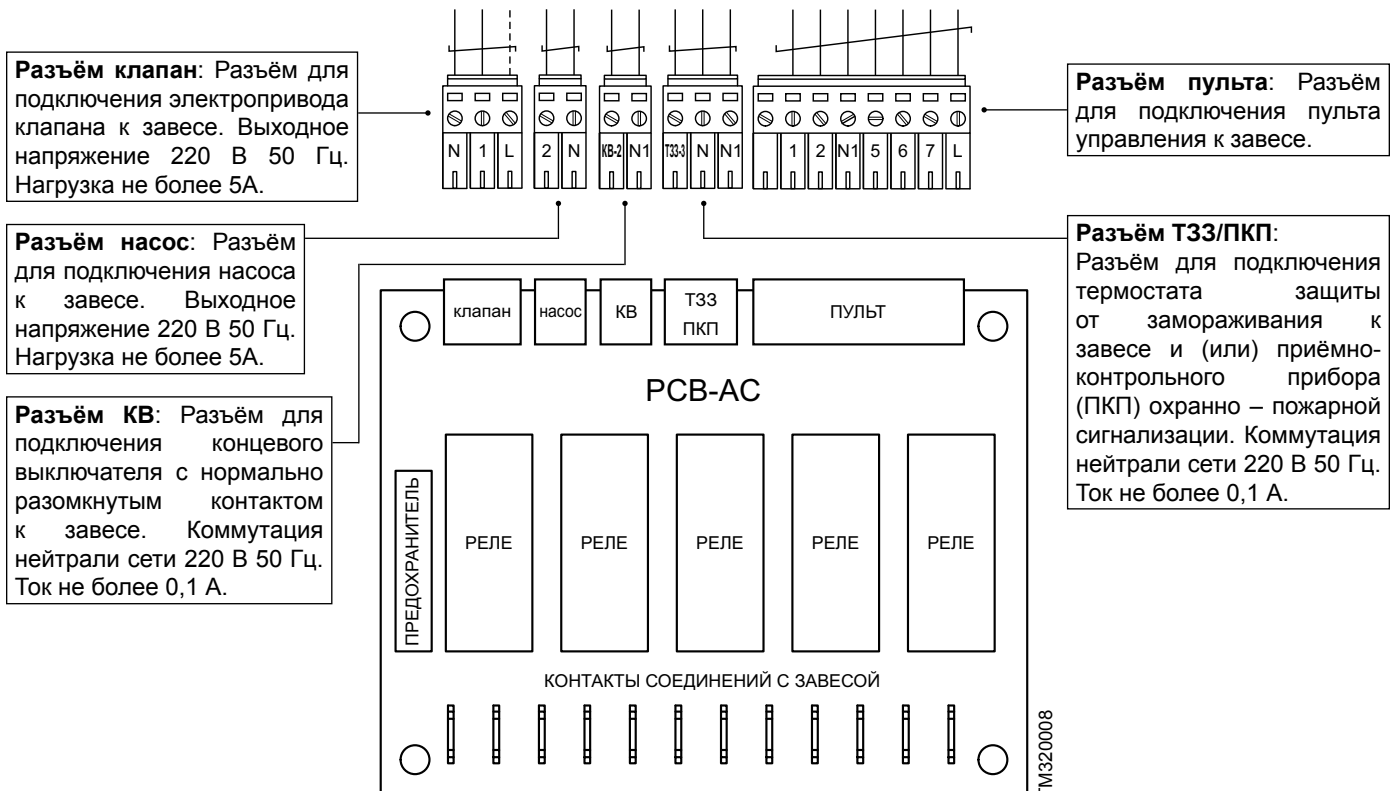 Разъём клапан: Разъём для
подключения электропривода
клапана к завесе. Выходное
напряжение 220 В 50 Гц.
Нагрузка не более 5А.
Разъём насос: Разъём
для подключения насоса
к завесе. Выходное
напряжение 220 В 50 Гц.
Нагрузка не более 5А.
Разъём КВ: Разъём для
подключения концевого
выключателя с нормально
разомкнутым контактом
к завесе. Коммутация
нейтрали сети 220 В 50 Гц.
Ток не более 0,1 А.
N 1 L 2 N КВ-2 N1 ТЗЗ-3 N N1 1 2 N1 5 6 7 L
Разъём пульта: Разъём
для подключения пульта
управления к завесе.
Разъём ТЗЗ/ПКП:
Разъём для подключения
термостата защиты
от замораживания к
завесе и (или) приёмно-
контрольного прибора
(ПКП) охранно – пожарной
сигнализации. Коммутация
нейтрали сети 220 В 50 Гц.
Ток не более 0,1 А.
клапан насос КВ ТЗЗ ПУЛЬТ
ПКП
PCB-AC
ПРЕДОХРАНИТЕЛЬ
РЕЛЕ РЕЛЕ РЕЛЕ РЕЛЕ РЕЛЕ
КОНТАКТЫ СОЕДИНЕНИЙ С ЗАВЕСОЙ
TM320008